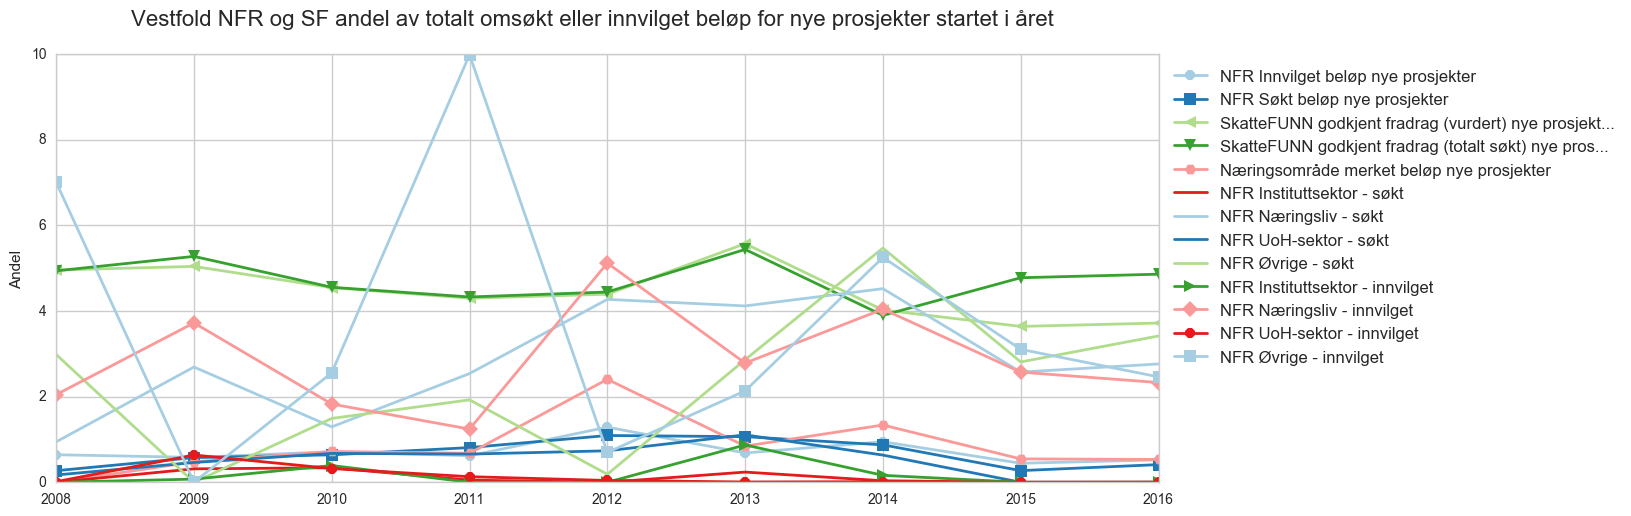 Vestfold NFR og SF andel av totalt omsøkt eller innvilget beløp for nye prosjekter startet i året
Andel
10
8
6
4
2
0
2008 2009 2010 2011 2012 2013 2014 2015 2016
NFR Innvilget beløp nye prosjekter
NFR Søkt beløp nye prosjekter
SkatteFUNN godkjent fradrag (vurdert) nye prosjekt...
SkatteFUNN godkjent fradrag (totalt søkt) nye pros...
Næringsområde merket beløp nye prosjekter
NFR Instituttsektor - søkt
NFR Næringsliv - søkt
NFR UoH-sektor - søkt
NFR Øvrige - søkt
NFR Instituttsektor - innvilget
NFR Næringsliv - innvilget
NFR UoH-sektor - innvilget
NFR Øvrige - innvilget